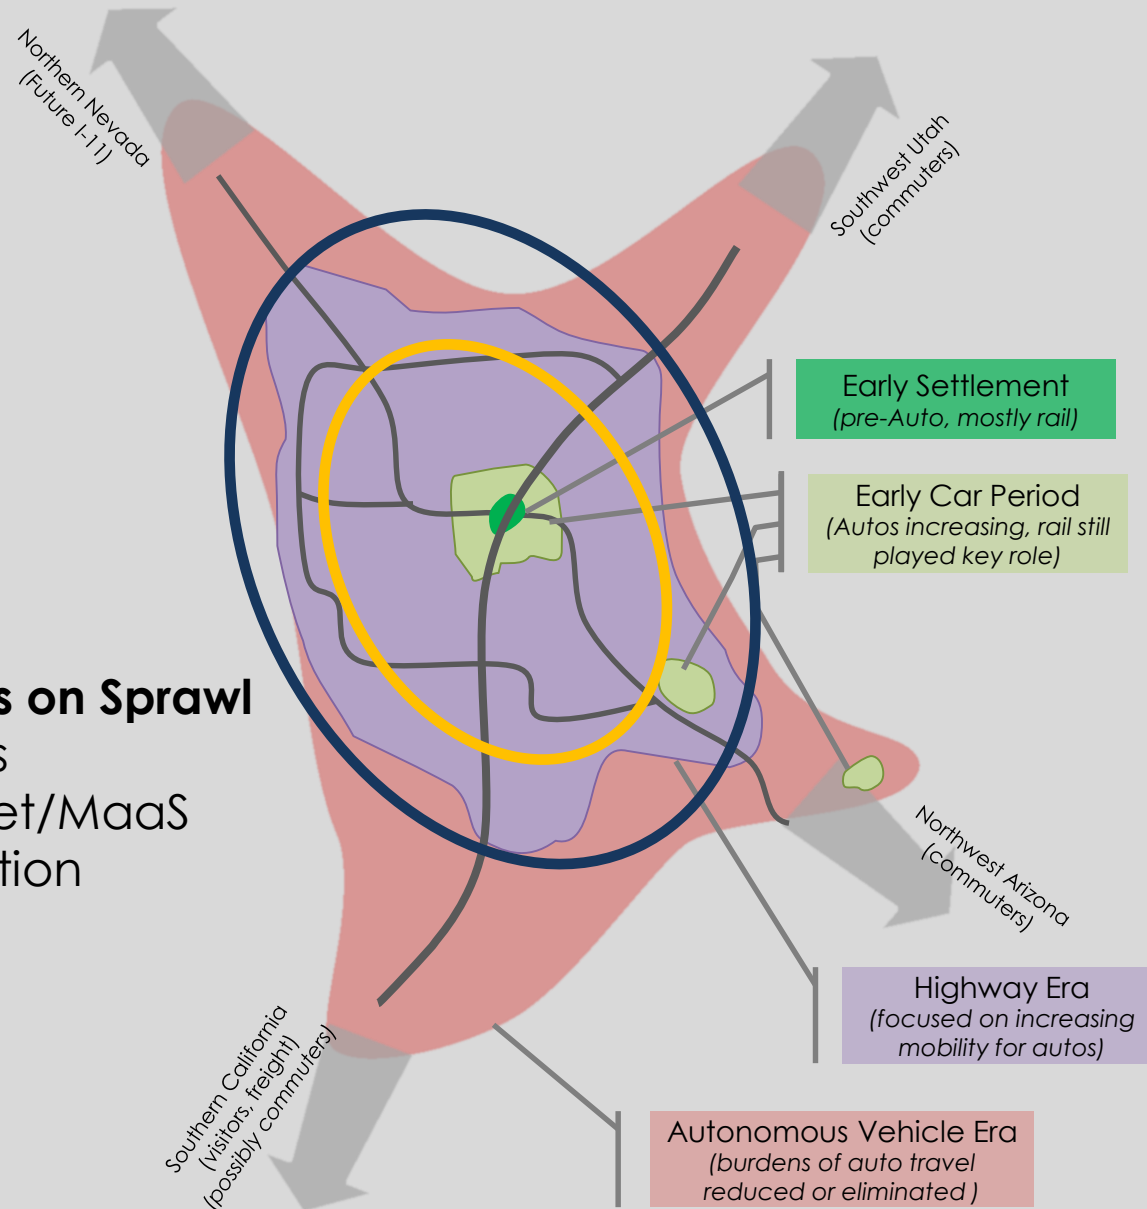 Northern Nevada
(Future I-11)
Southwest Utah
(commuters)
Early Settlement
(pre-Auto, mostly rail)
Early Car Period
(Autos increasing, rail still
played key role)
s on Sprawl
s
et/MaaS
tion
Northwest Arizona
(commuters)
Highway Era
(focused on increasing
mobility for autos)
Southern California
(visitors, freight)
(possibly commuters)
Autonomous Vehicle Era
(burdens of auto travel
reduced or eliminated )